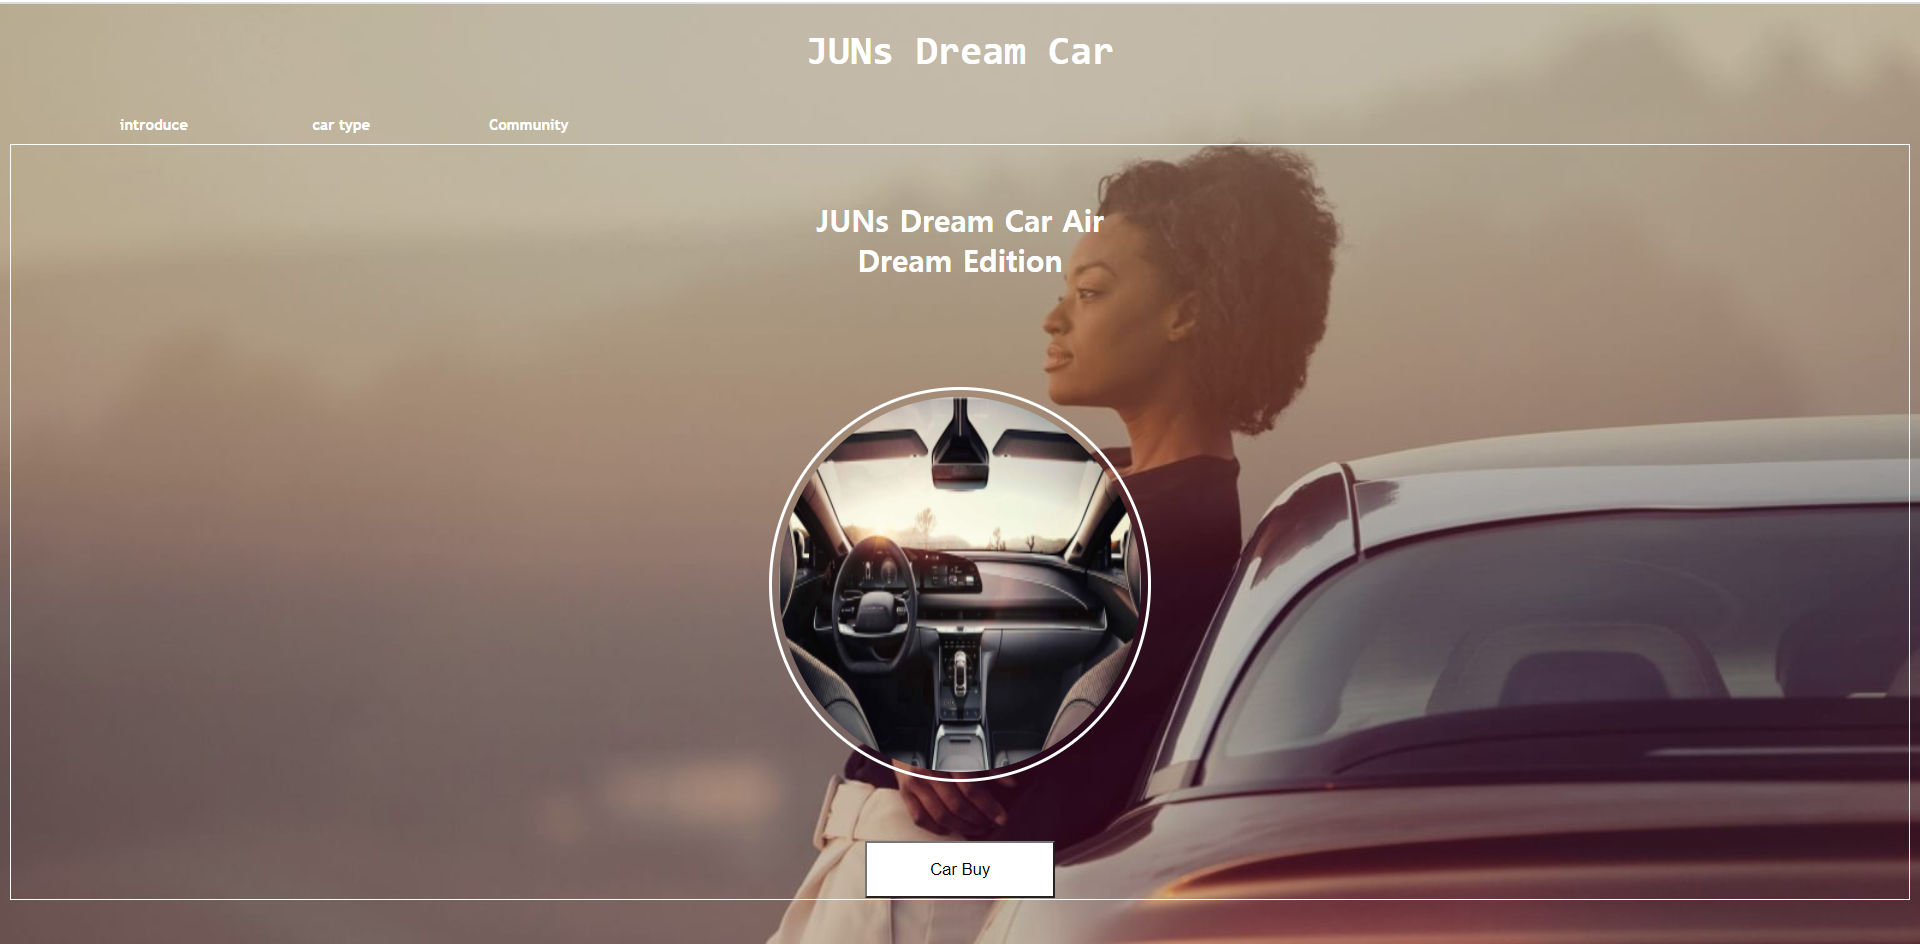 JUNs Dream Car
introduce car type Community
JUNs Dream Car Air
Dream Edition
Car Buy